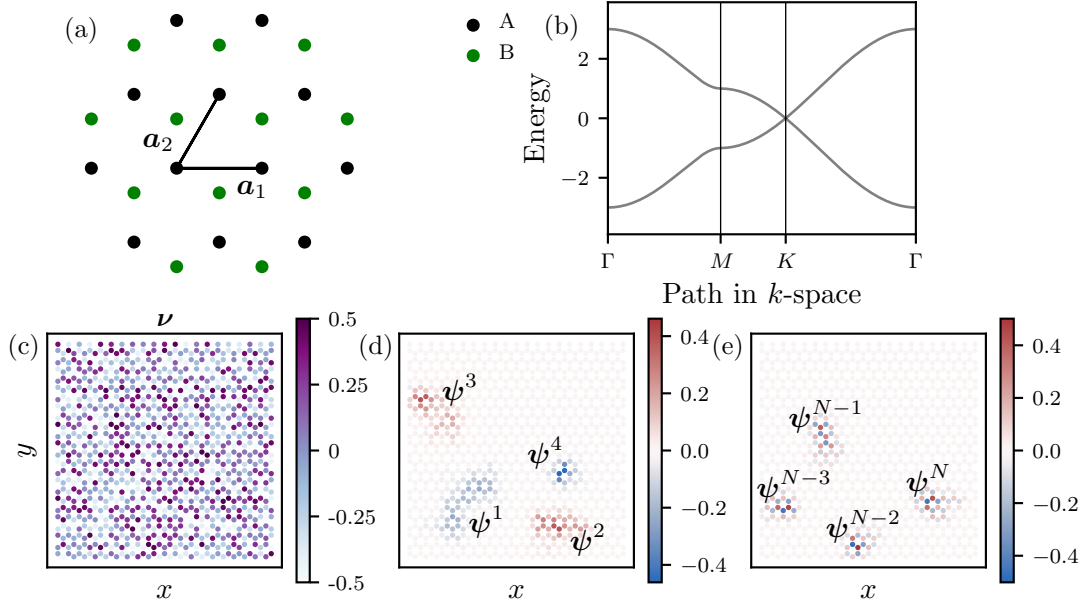 (a)
A
B
a₂
a₁
(b)
Energy
2
0
−2
Γ
M
K
Γ
Path in k-space
(c)
ν
y
x
0.5
0.25
0
-0.25
-0.5
(d)
ψ³
ψ⁴
ψ¹
ψ²
x
0.4
0.2
0.0
−0.2
−0.4
(e)
ψᴺ⁻¹
ψᴺ⁻³
ψᴺ
ψᴺ⁻²
x
0.4
0.2
0.0
−0.2
−0.4